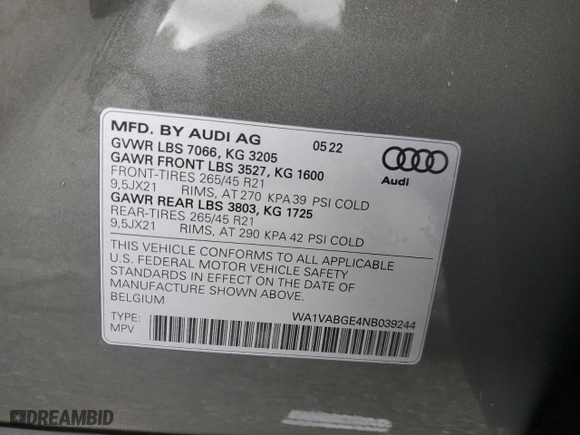 MFD. BY AUDI AG 05 22
GVWR LBS 7066, KG 3205
GAWR FRONT LBS 3527, KG 1600
FRONT-TIRES 265/45 R21
9,5JX21 RIMS, AT 270 KPA 39 PSI COLD
GAWR REAR LBS 3803, KG 1725
REAR-TIRES 265/45 R21
9,5JX21 RIMS, AT 290 KPA 42 PSI COLD
Audi
THIS VEHICLE CONFORMS TO ALL APPLICABLE
U.S. FEDERAL MOTOR VEHICLE SAFETY
STANDARDS IN EFFECT ON THE DATE OF
MANUFACTURE SHOWN ABOVE.
BELGIUM
WA1VABGE4NB039244
TYPE:
MPV
DREAMBID